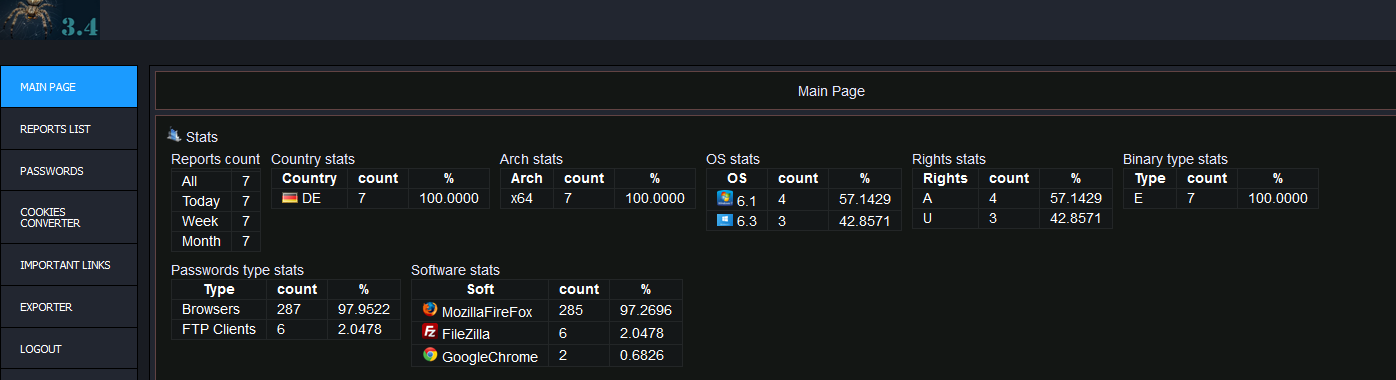 3.4
MAIN PAGE
REPORTS LIST
PASSWORDS
COOKIES
CONVERTER
IMPORTANT LINKS
EXPORTER
LOGOUT
Main Page
Stats
Reports count
All 7
Today 7
Week 7
Month 7
Country stats
Country count %
DE 7 100.0000
Arch stats
Arch count %
x64 7 100.0000
OS stats
OS count %
6.1 4 57.1429
6.3 3 42.8571
Rights stats
Rights count %
A 4 57.1429
U 3 42.8571
Binary type stats
Type count %
E 7 100.0000
Passwords type stats
Type count %
Browsers 287 97.9522
FTP Clients 6 2.0478
Software stats
Soft count %
MozillaFireFox 285 97.2696
FileZilla 6 2.0478
GoogleChrome 2 0.6826